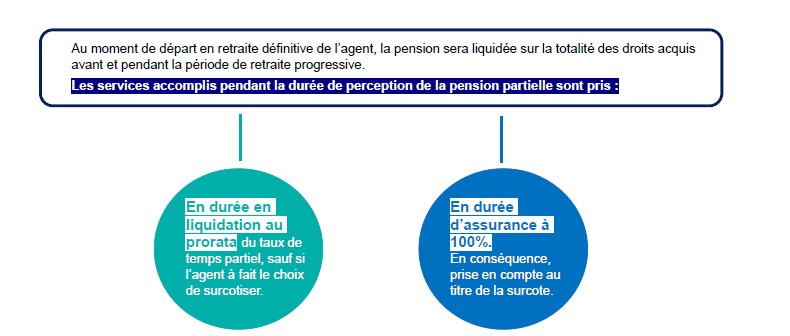 Au moment de départ en retraite définitive de l’agent, la pension sera liquidée sur la totalité des droits acquis
avant et pendant la période de retraite progressive.
Les services accomplis pendant la durée de perception de la pension partielle sont pris :
En durée en
liquidation au
prorata du taux de
temps partiel, sauf si
l’agent à fait le choix
de surcotiser.
En durée
d’assurance à
100%.
En conséquence,
prise en compte au
titre de la surcote.